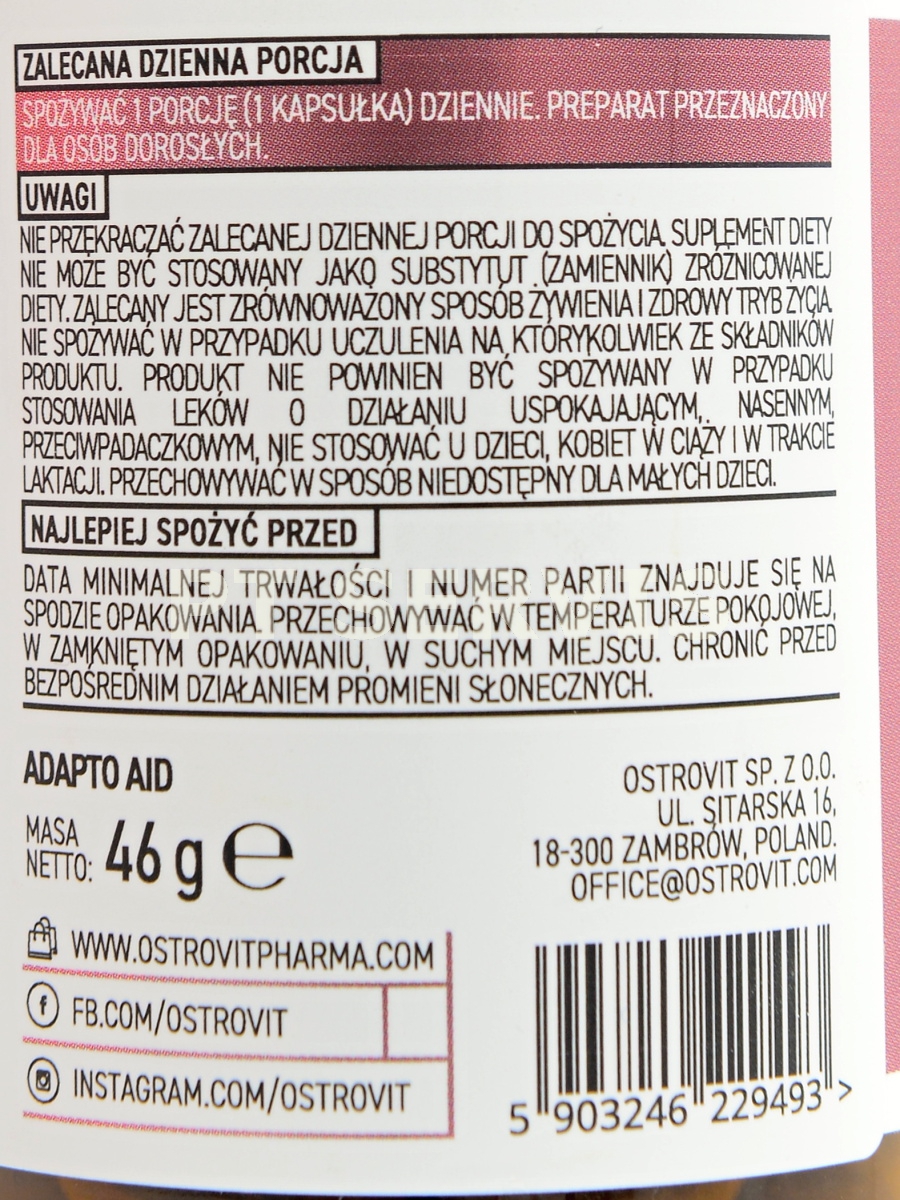 ZALECANA DZIENNA PORCJA
SPOŻYWAĆ 1 PORCJĘ (1 KAPSUŁKA) DZIENNIE. PREPARAT PRZEZNACZONY
DLA OSÓB DOROSŁYCH.
UWAGI
NIE PRZEKRACZAĆ ZALECANEJ DZIENNEJ PORCJI DO SPOŻYCIA. SUPLEMENT DIETY
NIE MOŻE BYĆ STOSOWANY JAKO SUBSTYTUT (ZAMIENNIK) ZRÓŻNICOWANEJ
DIETY. ZALECANY JEST ZRÓWNOWAŻONY SPOSÓB ŻYWIENIA I ZDROWY TRYB ŻYCIA.
NIE SPOŻYWAĆ W PRZYPADKU UCZULENIA NA KTÓRYKOLWIEK ZE SKŁADNIKÓW
PRODUKTU. PRODUKT NIE POWINIEN BYĆ SPOŻYWANY W PRZYPADKU
STOSOWANIA LEKÓW O DZIAŁANIU USPOKAJAJĄCYM, NASENNYM,
PRZECIWPADACZKOWYM, NIE STOSOWAĆ U DZIECI, KOBIET W CIĄŻY I W TRAKCIE
LAKTACJI. PRZECHOWYWAĆ W SPOSÓB NIEDOSTĘPNY DLA MAŁYCH DZIECI.
NAJLEPIEJ SPOŻYĆ PRZED
DATA MINIMALNEJ TRWAŁOŚCI I NUMER PARTII ZNAJDUJE SIĘ NA
SPODZIE OPAKOWANIA. PRZECHOWYWAĆ W TEMPERATURZE POKOJOWEJ,
W ZAMKNIĘTYM OPAKOWANIU, W SUCHYM MIEJSCU. CHRONIĆ PRZED
BEZPOŚREDNIM DZIAŁANIEM PROMIENI SŁONECZNYCH.
ADAPTO AID
MASA
NETTO: 46 g ℮
OSTROVIT SP. Z O.O.
UL. SITARSKA 16,
18-300 ZAMBRÓW, POLAND.
OFFICE@OSTROVIT.COM
WWW.OSTROVITPHARMA.COM
FB.COM/OSTROVIT
INSTAGRAM.COM/OSTROVIT
5 903246 229493 >